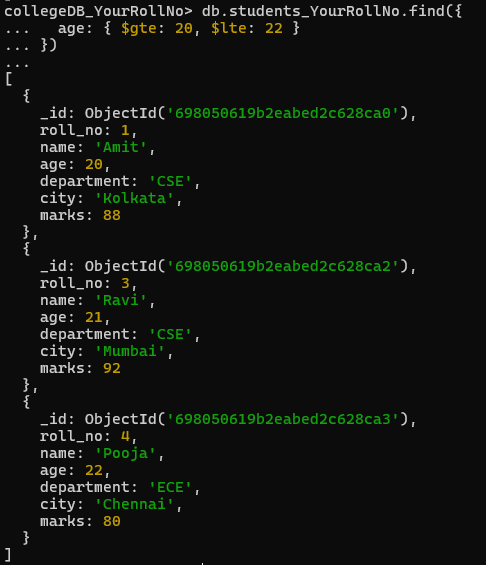 collegeDB_YourRollNo> db.students_YourRollNo.find({
...   age: { $gte: 20, $lte: 22 }
... })
...
[
  {
    _id: ObjectId('698050619b2eabed2c628ca0'),
    roll_no: 1,
    name: 'Amit',
    age: 20,
    department: 'CSE',
    city: 'Kolkata',
    marks: 88
  },
  {
    _id: ObjectId('698050619b2eabed2c628ca2'),
    roll_no: 3,
    name: 'Ravi',
    age: 21,
    department: 'CSE',
    city: 'Mumbai',
    marks: 92
  },
  {
    _id: ObjectId('698050619b2eabed2c628ca3'),
    roll_no: 4,
    name: 'Pooja',
    age: 22,
    department: 'ECE',
    city: 'Chennai',
    marks: 80
  }
]